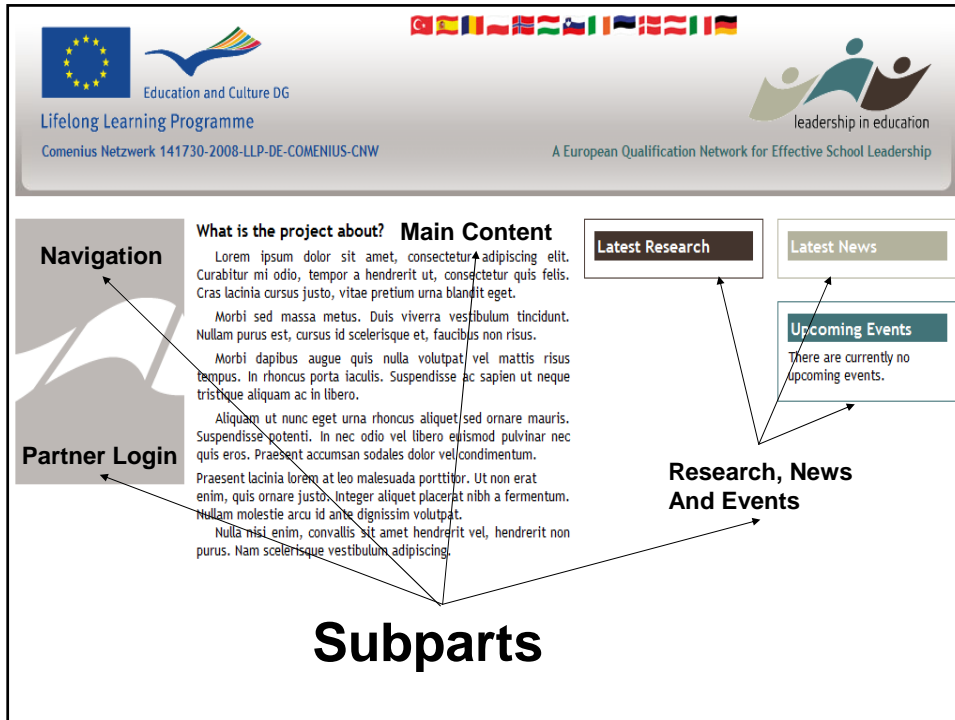 Education and Culture DG
Lifelong Learning Programme
Comenius Netzwerk 141730-2008-LLP-DE-COMENIUS-CNW
leadership in education
A European Qualification Network for Effective School Leadership
Navigation
Partner Login
What is the project about?
Main Content
Lorem ipsum dolor sit amet, consectetur adipiscing elit.
Curabitur mi odio, tempor a hendrerit ut, consectetur quis felis.
Cras lacinia cursus justo, vitae pretium urna blandit eget.
Morbi sed massa metus. Duis viverra vestibulum tincidunt.
Nullam purus est, cursus id scelerisque et, faucibus non risus.
Morbi dapibus augue quis nulla volutpat vel mattis risus
tempus. In rhoncus porta iaculis. Suspendisse ac sapien ut neque
tristique aliquam ac in libero.
Aliquam ut nunc eget urna rhoncus aliquet sed ornare mauris.
Suspendisse potenti. In nec odio vel libero euismod pulvinar nec
quis eros. Praesent accumsan sodales dolor vel condimentum.
Praesent lacinia lorem at leo malesuada porttitor. Ut non erat
enim, quis ornare justo. Integer aliquet placerat nibh a fermentum.
Nullam molestie arcu id ante dignissim volutpat.
Nulla nisi enim, convallis sit amet hendrerit vel, hendrerit non
purus. Nam scelerisque vestibulum adipiscing.
Latest Research
Latest News
Upcoming Events
There are currently no
upcoming events.
Research, News
And Events
Subparts